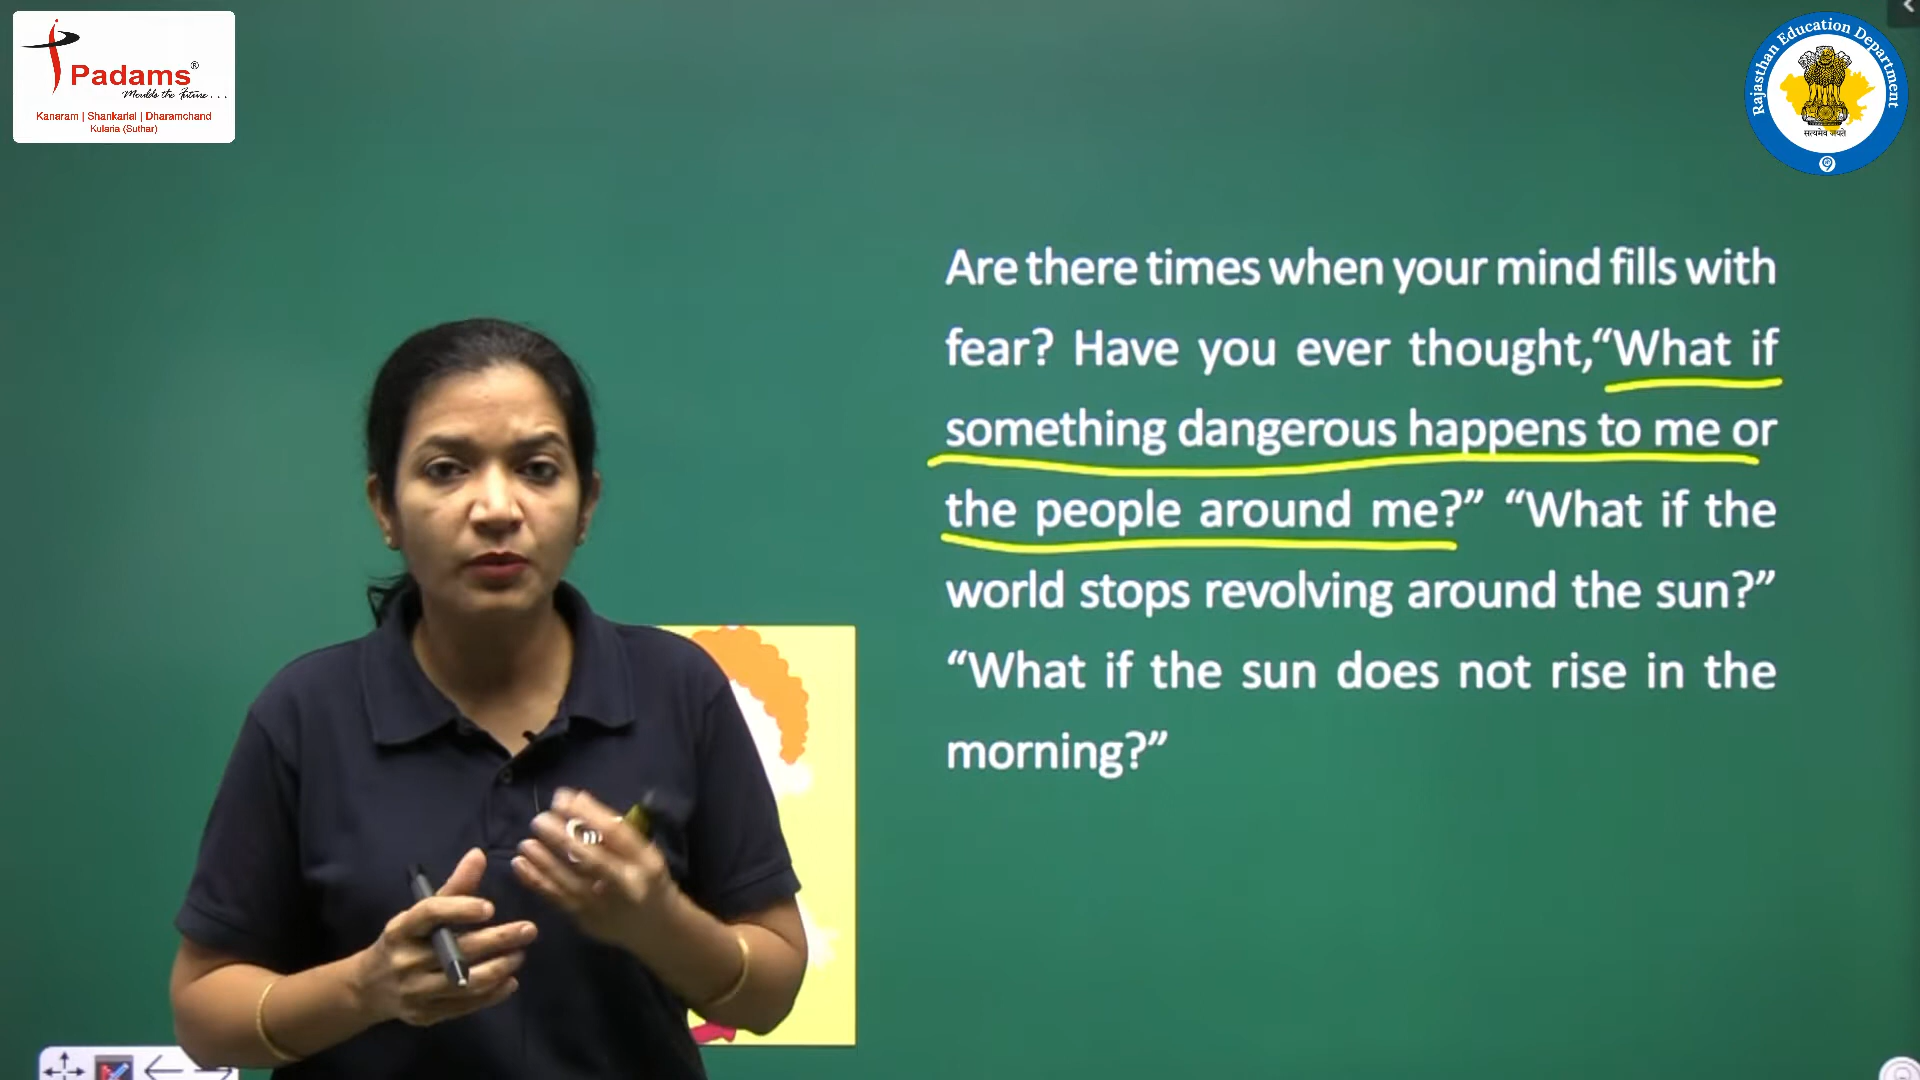 Padams®
Moulds the Future...
Kanaram | Shankarlal | Dharamchand
Kularia (Suthar)
Rajasthan Education Department
सत्यमेव जयते
Are there times when your mind fills with
fear? Have you ever thought,“What if
something dangerous happens to me or
the people around me?” “What if the
world stops revolving around the sun?”
“What if the sun does not rise in the
morning?”